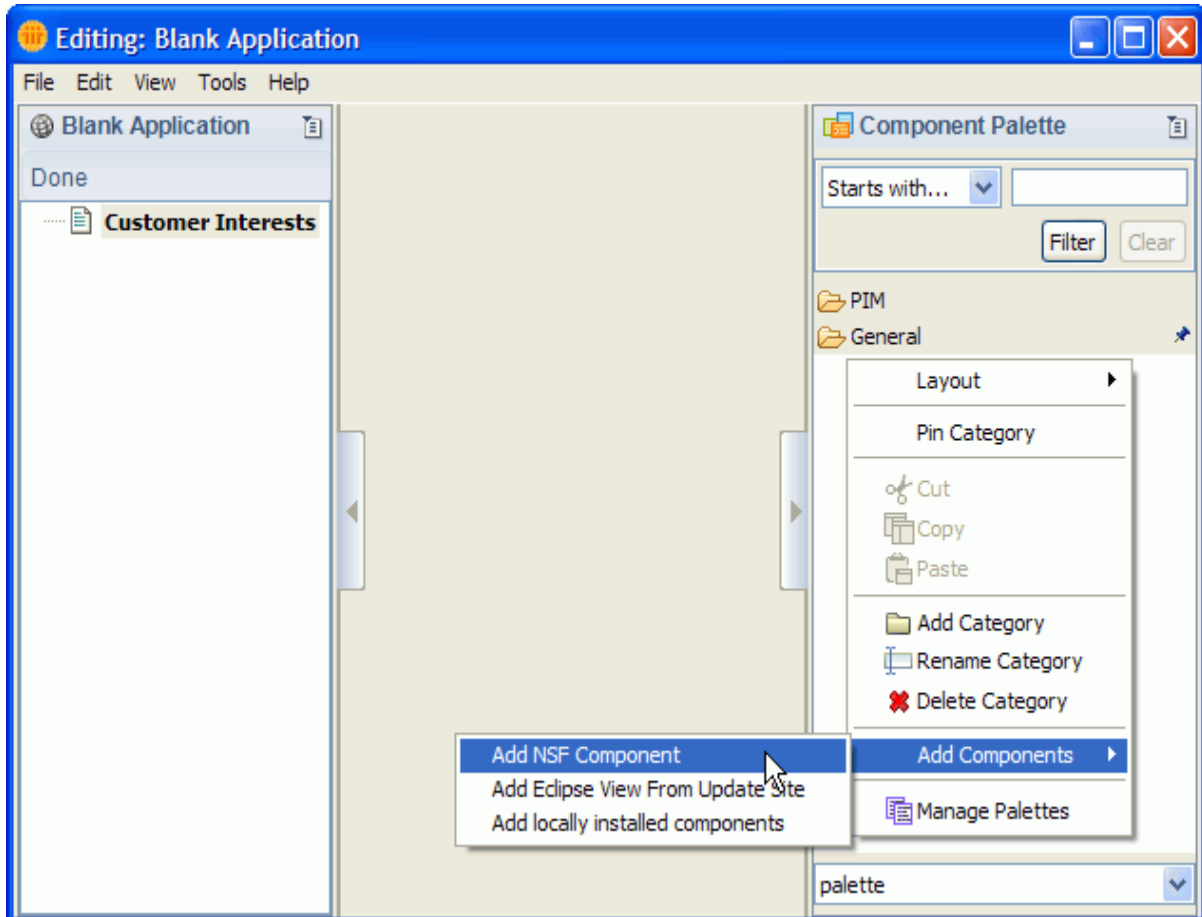 Editing: Blank Application
File Edit View Tools Help
Blank Application
Done
Customer Interests
Component Palette
Starts with...
Filter Clear
PIM
General
Layout
Pin Category
Cut
Copy
Paste
Add Category
Rename Category
Delete Category
Add Components
Add NSF Component
Add Eclipse View From Update Site
Add locally installed components
Manage Palettes
palette